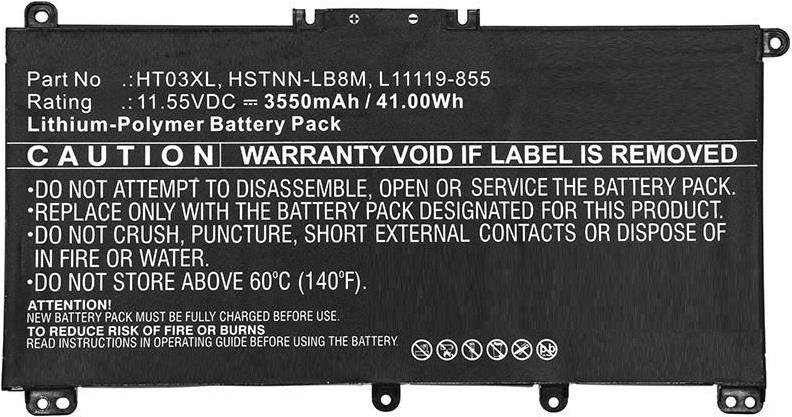 Part No .: HT03XL, HSTNN-LB8M, L11119-855
Rating .: 11.55VDC ⎓ 3550mAh / 41.00Wh
Lithium-Polymer Battery Pack
CAUTION WARRANTY VOID IF LABEL IS REMOVED
•DO NOT ATTEMPT TO DISASSEMBLE, OPEN OR SERVICE THE BATTERY PACK.
•REPLACE ONLY WITH THE BATTERY PACK DESIGNATED FOR THIS PRODUCT.
•DO NOT CRUSH, PUNCTURE, SHORT EXTERNAL CONTACTS OR DISPOSE OF
IN FIRE OR WATER.
•DO NOT STORE ABOVE 60°C (140°F).
ATTENTION!
NEW BATTERY PACK MUST BE FULLY CHARGED BEFORE USE.
TO REDUCE RISK OF FIRE OR BURNS
READ INSTRUCTIONS IN OPERATING GUIDE BEFORE USING THE BATTERY.